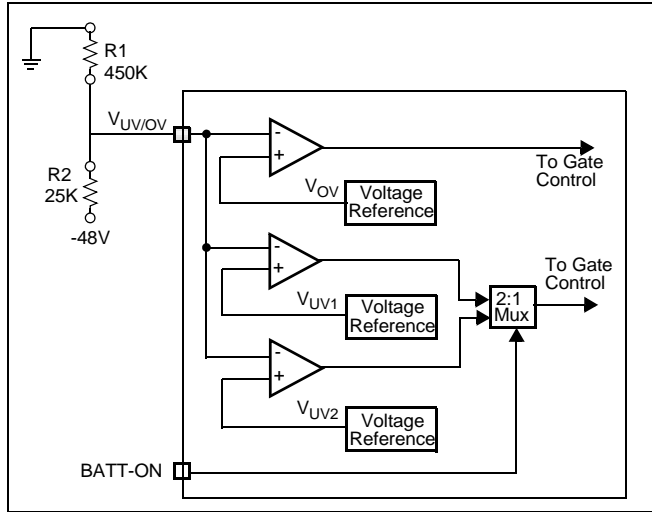 R1
450K
VUV/OV
R2
25K
-48V
-
+
To Gate
Control
VOV
Voltage
Reference
-
+
To Gate
Control
VUV1
Voltage
Reference
2:1
Mux
-
+
VUV2
Voltage
Reference
BATT-ON